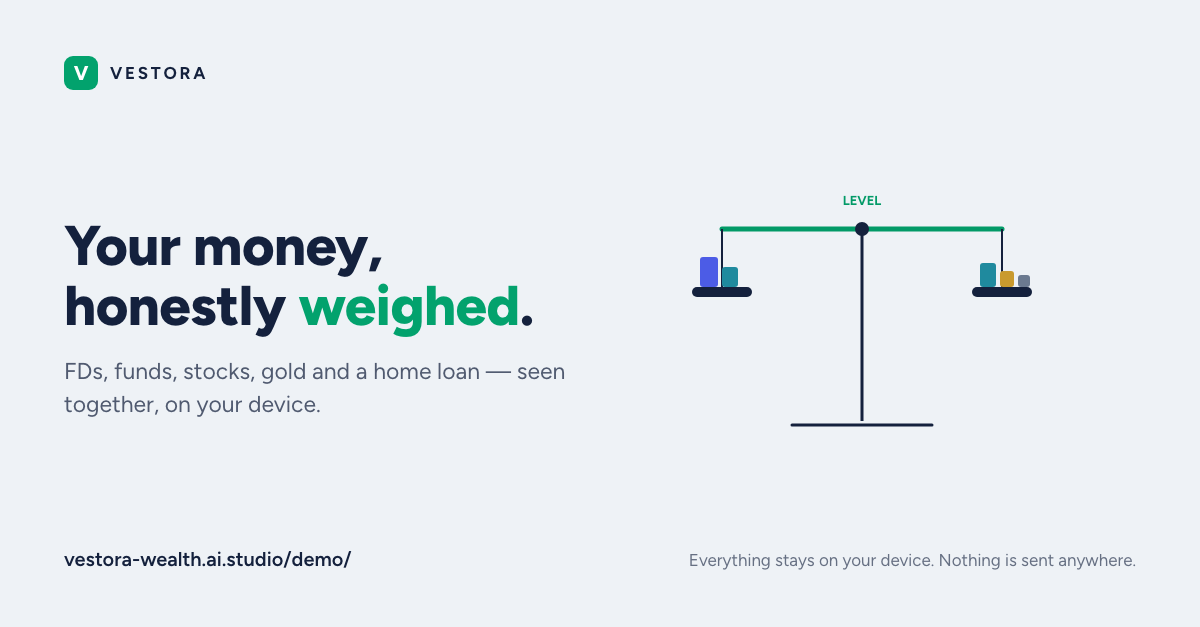 V VESTORA
LEVEL
Your money,
honestly weighed.
FDs, funds, stocks, gold and a home loan — seen
together, on your device.
vestora-wealth.ai.studio/demo/
Everything stays on your device. Nothing is sent anywhere.